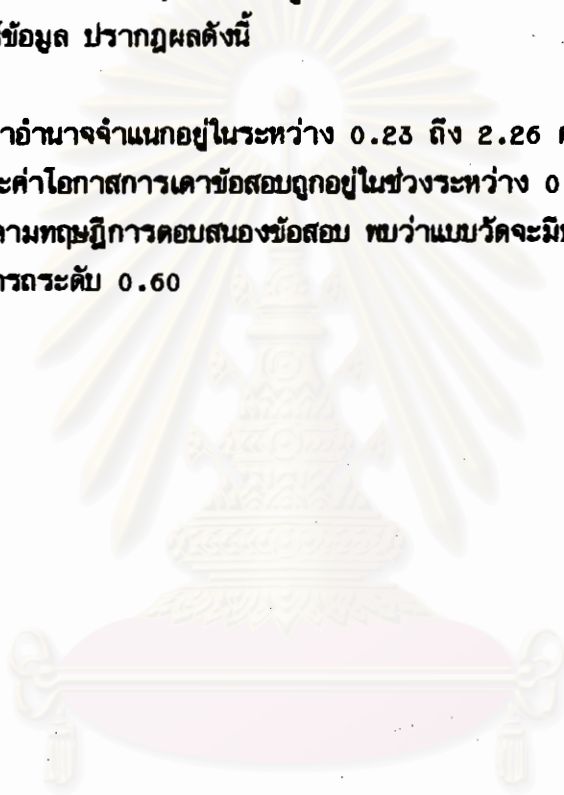 ข้อมูล ปรากฏผลดังนี้
าอำนาจจำแนกอยู่ในระหว่าง 0.23 ถึง 2.26
ะค่าโอกาสการเดาข้อสอบถูกอยู่ในช่วงระหว่าง 0
ตามทฤษฎีการตอบสนองข้อสอบ พบว่าแบบวัดจะมี
ารถระดับ 0.60